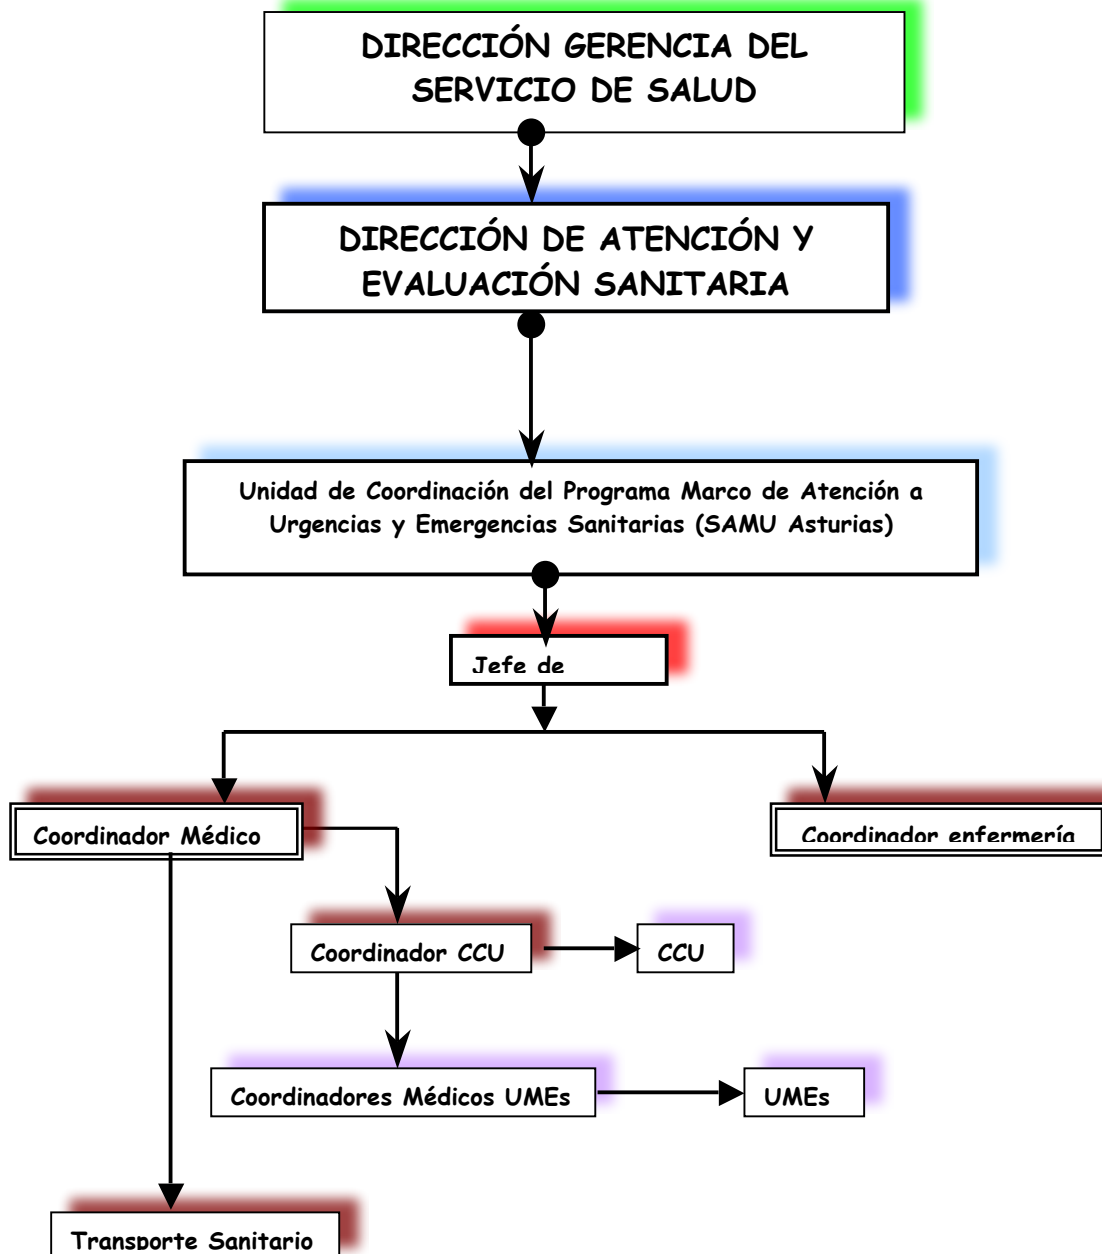 DIRECCIÓN GERENCIA DEL
SERVICIO DE SALUD
DIRECCIÓN DE ATENCIÓN Y
EVALUACIÓN SANITARIA
Unidad de Coordinación del Programa Marco de Atención a
Urgencias y Emergencias Sanitarias (SAMU Asturias)
Jefe de
Coordinador Médico
Coordinador enfermería
Coordinador CCU
CCU
Coordinadores Médicos UMEs
UMEs
Transporte Sanitario